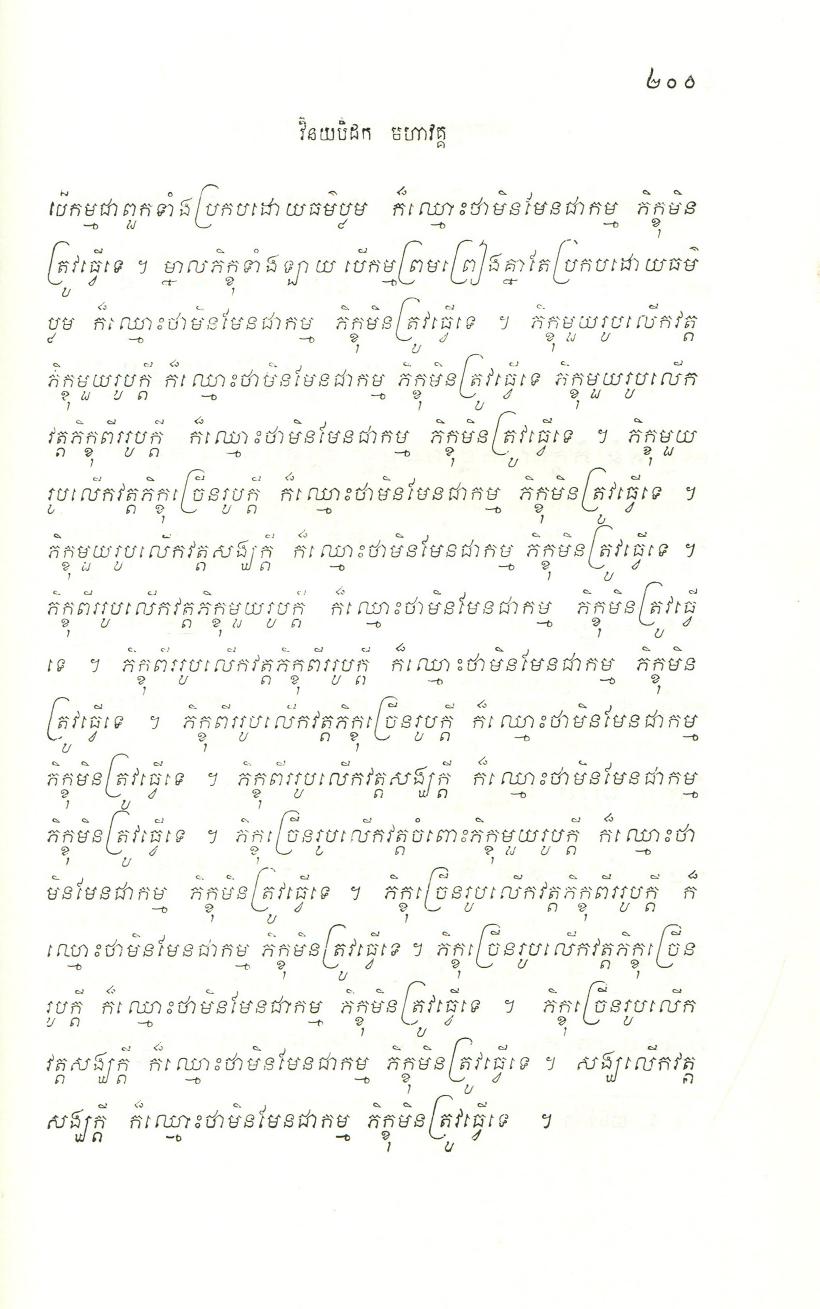 ២០០
វិនយបិដក មហាវគ្គ
បើកម្មជាពួកទាំងប្រកបដោយធម៌ប្លម ក៏ឈ្មោះថាមិនមែនជាកម្ម ភិក្ខុមិន
ត្រូវធ្វើទេ ។ ម្នាលភិក្ខុទាំងឡាយ បើកម្មព្រមព្រៀងគ្នាតែប្រកបដោយធម៌
ប្លម ក៏ឈ្មោះថាមិនមែនជាកម្ម ភិក្ខុមិនត្រូវធ្វើទេ ។ ភិក្ខុមួយរូបលើកវត្ត
ភិក្ខុមួយរូបក្តី ក៏ឈ្មោះថាមិនមែនជាកម្ម ភិក្ខុមិនត្រូវធ្វើទេ ភិក្ខុមួយរូបលើក
វត្តភិក្ខុពីររូបក្តី ក៏ឈ្មោះថាមិនមែនជាកម្ម ភិក្ខុមិនត្រូវធ្វើទេ ។ ភិក្ខុមួយ
រូបលើកវត្តភិក្ខុច្រើនរូបក្តី ក៏ឈ្មោះថាមិនមែនជាកម្ម ភិក្ខុមិនត្រូវធ្វើទេ ។
ភិក្ខុមួយរូបលើកវត្តសង្ឃក្តី ក៏ឈ្មោះថាមិនមែនជាកម្ម ភិក្ខុមិនត្រូវធ្វើទេ ។
ភិក្ខុពីររូបលើកវត្តភិក្ខុមួយរូបក្តី ក៏ឈ្មោះថាមិនមែនជាកម្ម ភិក្ខុមិនត្រូវធ្វើ
ទេ ។ ភិក្ខុពីររូបលើកវត្តភិក្ខុពីររូបក្តី ក៏ឈ្មោះថាមិនមែនជាកម្ម ភិក្ខុមិន
ត្រូវធ្វើទេ ។ ភិក្ខុពីររូបលើកវត្តភិក្ខុច្រើនរូបក្តី ក៏ឈ្មោះថាមិនមែនជាកម្ម
ភិក្ខុមិនត្រូវធ្វើទេ ។ ភិក្ខុពីររូបលើកវត្តសង្ឃក្តី ក៏ឈ្មោះថាមិនមែនជាកម្ម
ភិក្ខុមិនត្រូវធ្វើទេ ។ ភិក្ខុច្រើនរូបលើកវត្តចំពោះភិក្ខុមួយរូបក្តី ក៏ឈ្មោះថា
មិនមែនជាកម្ម ភិក្ខុមិនត្រូវធ្វើទេ ។ ភិក្ខុច្រើនរូបលើកវត្តភិក្ខុពីររូបក្តី ក៏
ឈ្មោះថាមិនមែនជាកម្ម ភិក្ខុមិនត្រូវធ្វើទេ ។ ភិក្ខុច្រើនរូបលើកវត្តភិក្ខុច្រើន
រូបក្តី ក៏ឈ្មោះថាមិនមែនជាកម្ម ភិក្ខុមិនត្រូវធ្វើទេ ។ ភិក្ខុច្រើនរូបលើក
វត្តសង្ឃក្តី ក៏ឈ្មោះថាមិនមែនជាកម្ម ភិក្ខុមិនត្រូវធ្វើទេ ។ សង្ឃលើកវត្ត
សង្ឃក្តី ក៏ឈ្មោះថាមិនមែនជាកម្ម ភិក្ខុមិនត្រូវធ្វើទេ ។